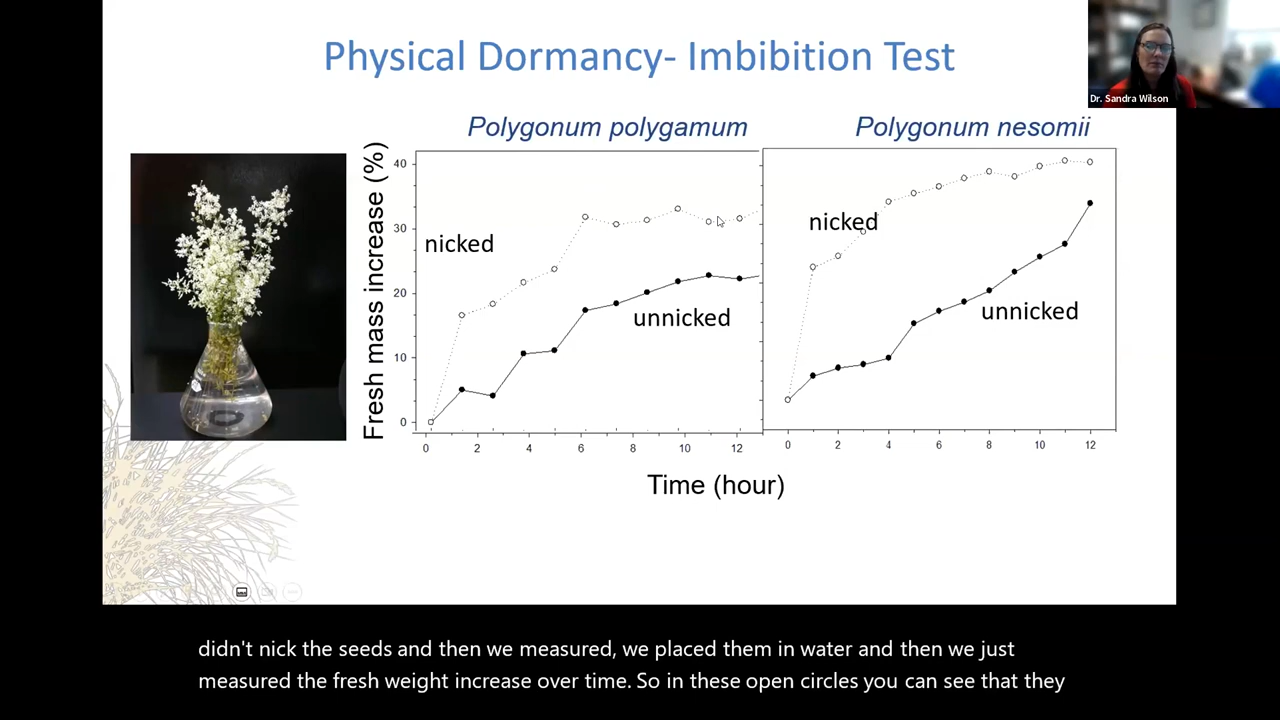 Physical Dormancy- Imbibition Test
Dr. Sandra Wilson
Polygonum polygamum
Polygonum nesomii
Fresh mass increase (%)
40
30
20
10
0
nicked
unnicked
0 2 4 6 8 10 12
nicked
unnicked
0 2 4 6 8 10 12
Time (hour)
didn't nick the seeds and then we measured, we placed them in water and then we just
measured the fresh weight increase over time. So in these open circles you can see that they